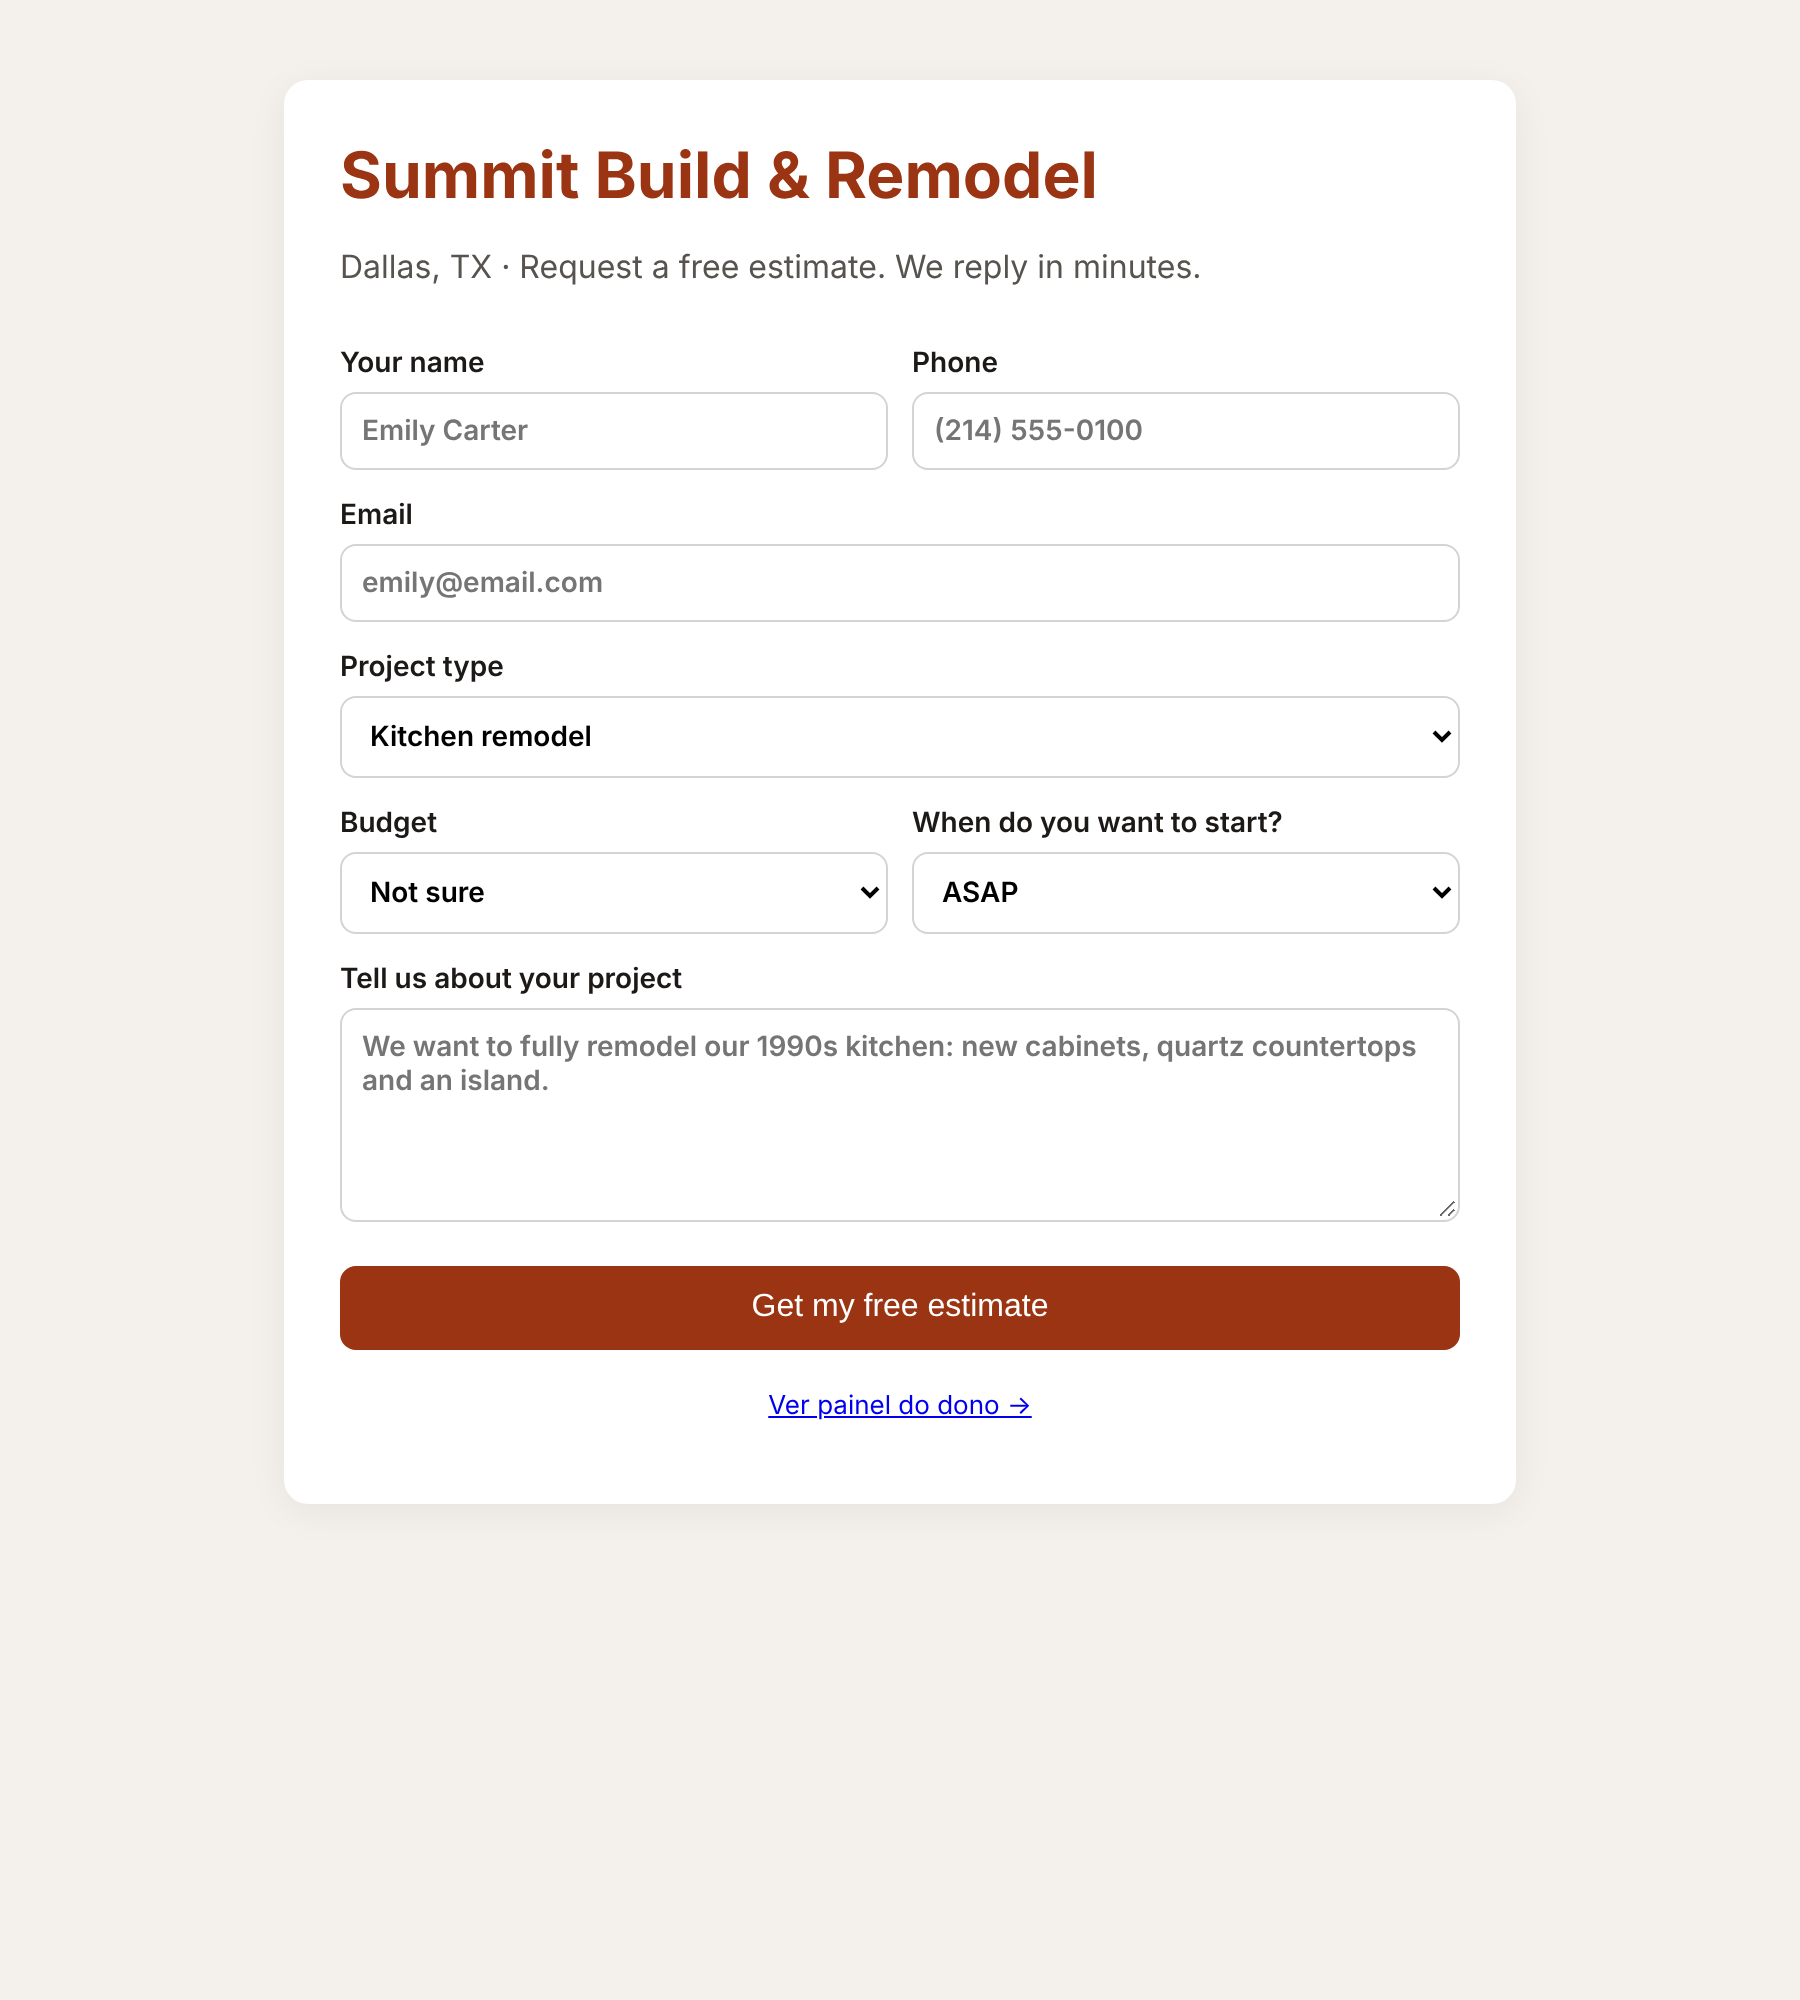 Summit Build & Remodel
Dallas, TX · Request a free estimate. We reply in minutes.
Your name
Phone
Emily Carter
(214) 555-0100
Email
emily@email.com
Project type
Kitchen remodel
Budget
When do you want to start?
Not sure
ASAP
Tell us about your project
We want to fully remodel our 1990s kitchen: new cabinets, quartz countertops
and an island.
Get my free estimate
Ver painel do dono →